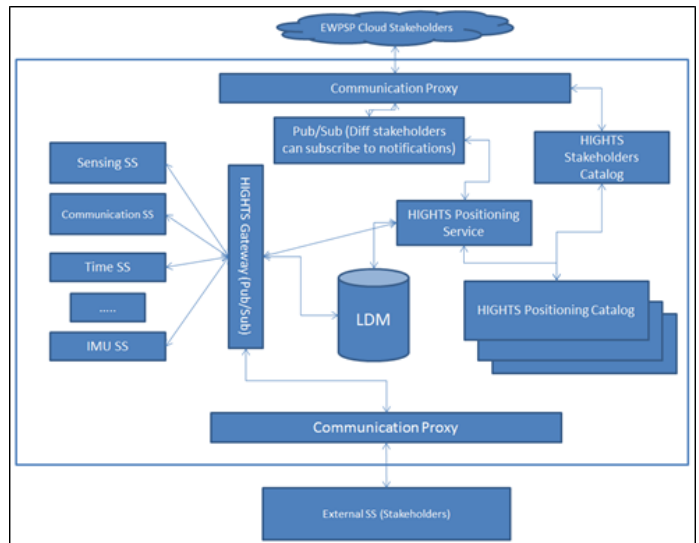 EWPSP Cloud Stakeholders
Communication Proxy
Pub/Sub (Diff stakeholders
can subscribe to notifications)
HIGHTS
Stakeholders
Catalog
Sensing SS
Communication SS
Time SS
.....
IMU SS
HIGHTS Gateway (Pub/Sub)
HIGHTS Positioning
Service
LDM
HIGHTS Positioning Catalog
Communication Proxy
External SS (Stakeholders)